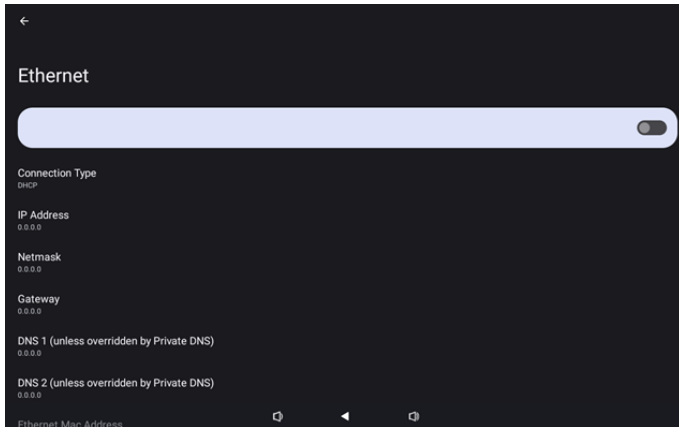 Ethernet
Connection Type
DHCP
IP Address
0.0.0.0
Netmask
0.0.0.0
Gateway
0.0.0.0
DNS 1 (unless overridden by Private DNS)
0.0.0.0
DNS 2 (unless overridden by Private DNS)
0.0.0.0
Ethernet Mac Address